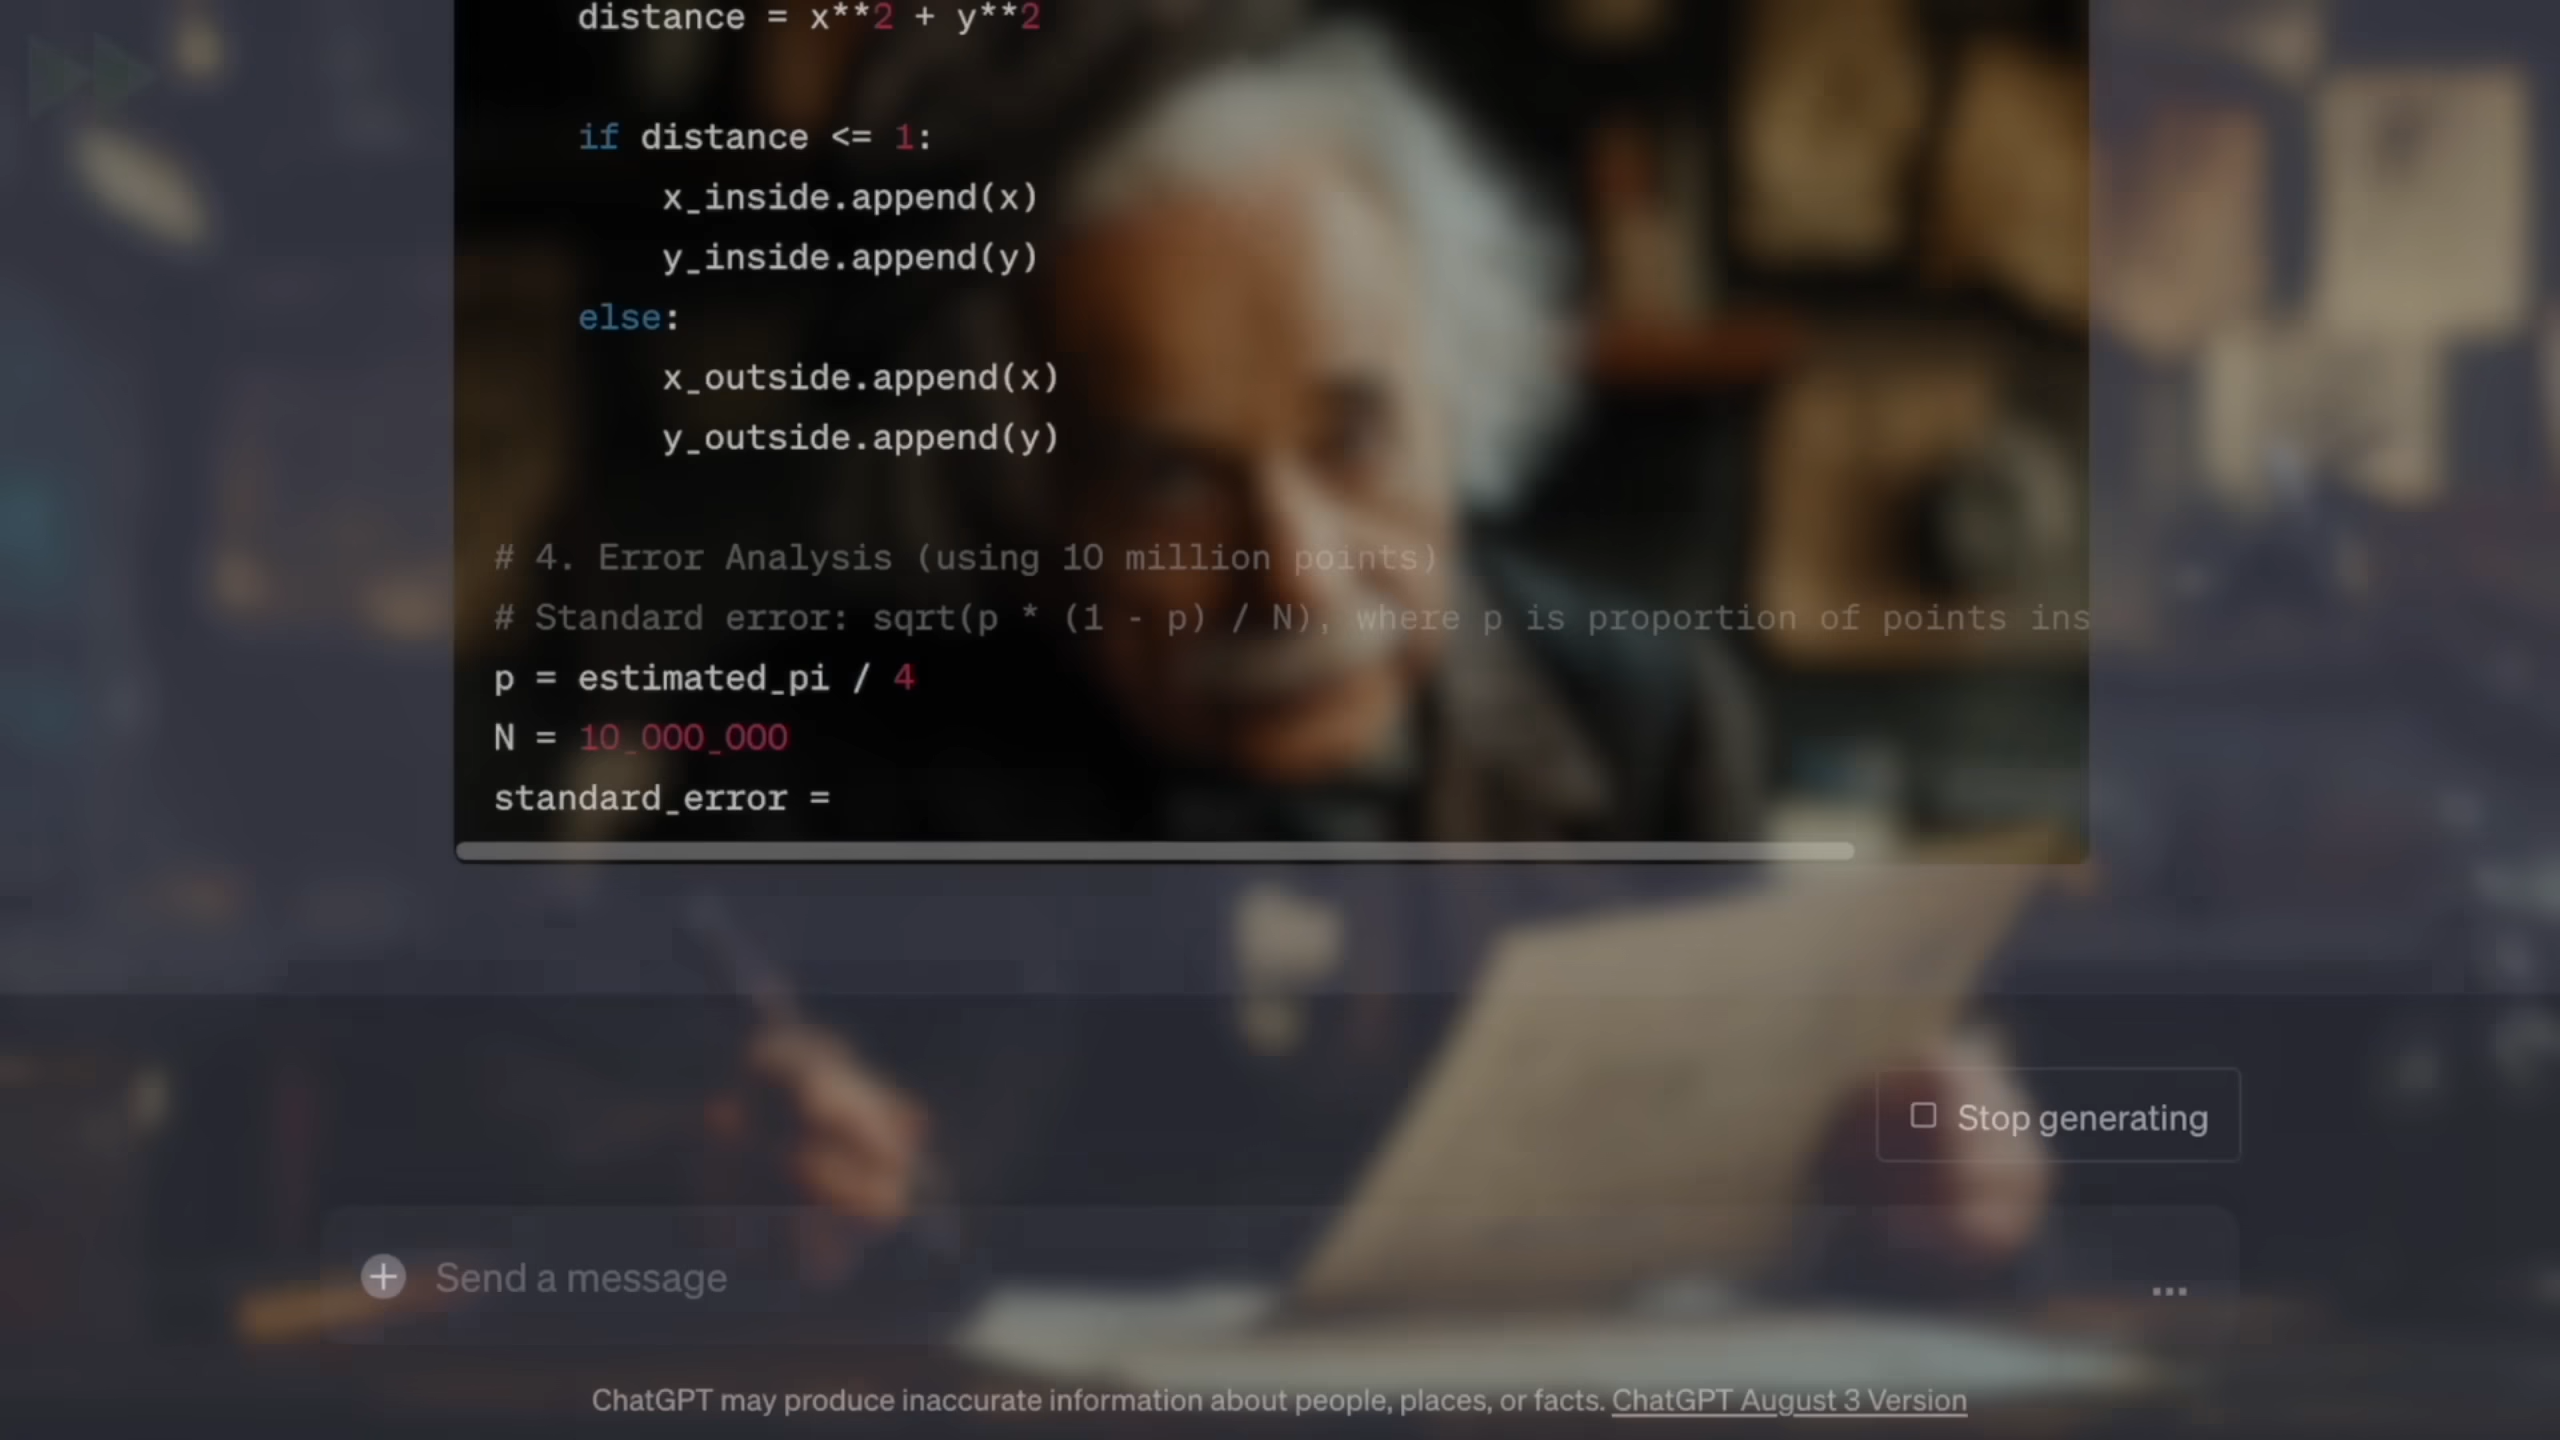 distance = x**2 + y**2
if distance <= 1:
x_inside.append(x)
y_inside.append(y)
else:
x_outside.append(x)
y_outside.append(y)
# 4. Error Analysis (using 10 million points)
# Standard error: sqrt(p * (1 - p) / N), where p is proportion of points ins
p = estimated_pi / 4
N = 10_000_000
standard_error =
Stop generating
Send a message
ChatGPT may produce inaccurate information about people, places, or facts. ChatGPT August 3 Version